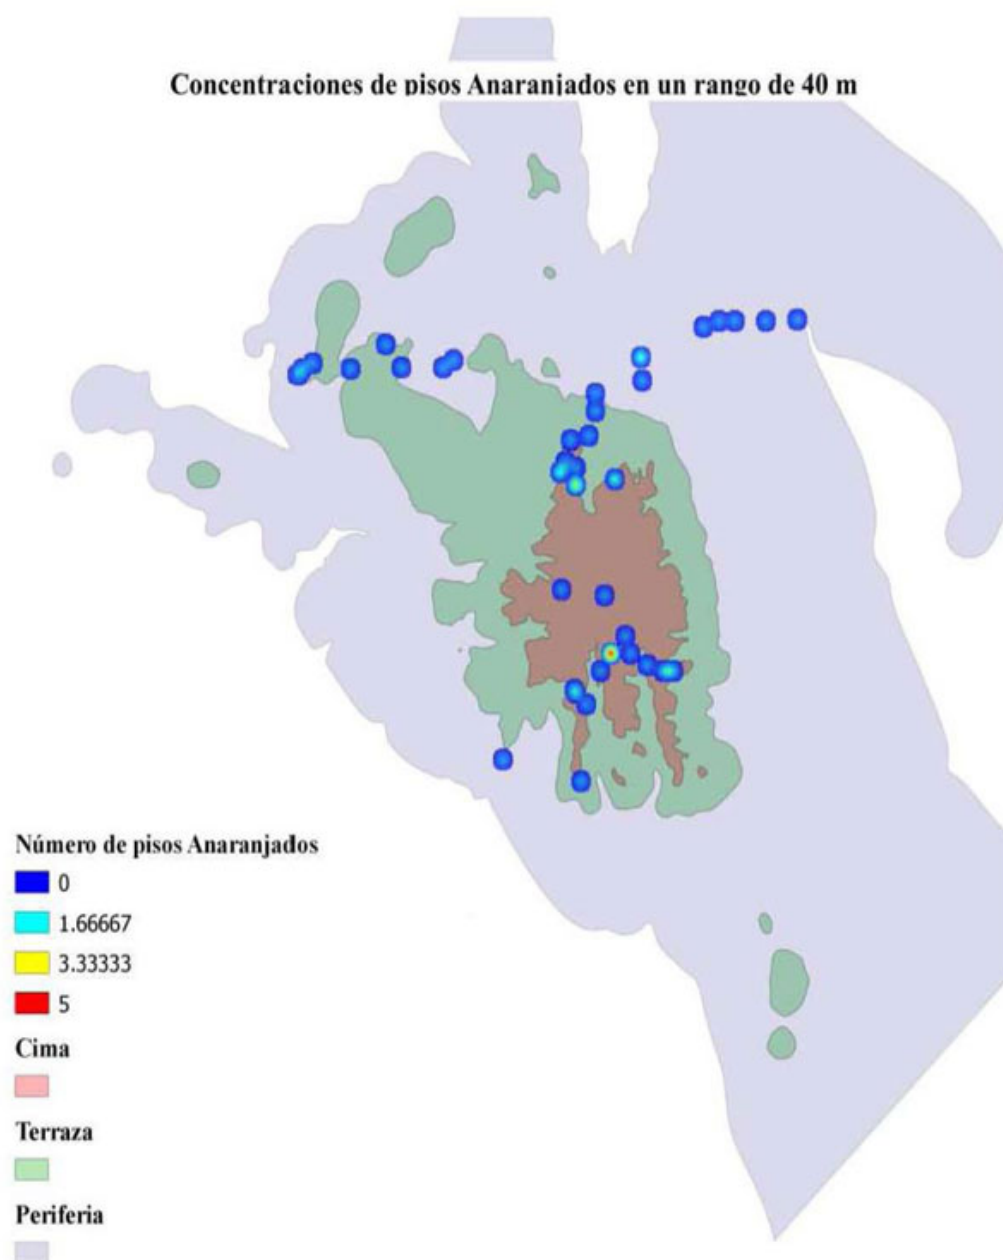 Concentraciones de pisos Anaranjados en un rango de 40 m
Número de pisos Anaranjados
0
1.66667
3.33333
5
Cima
Terraza
Periferia